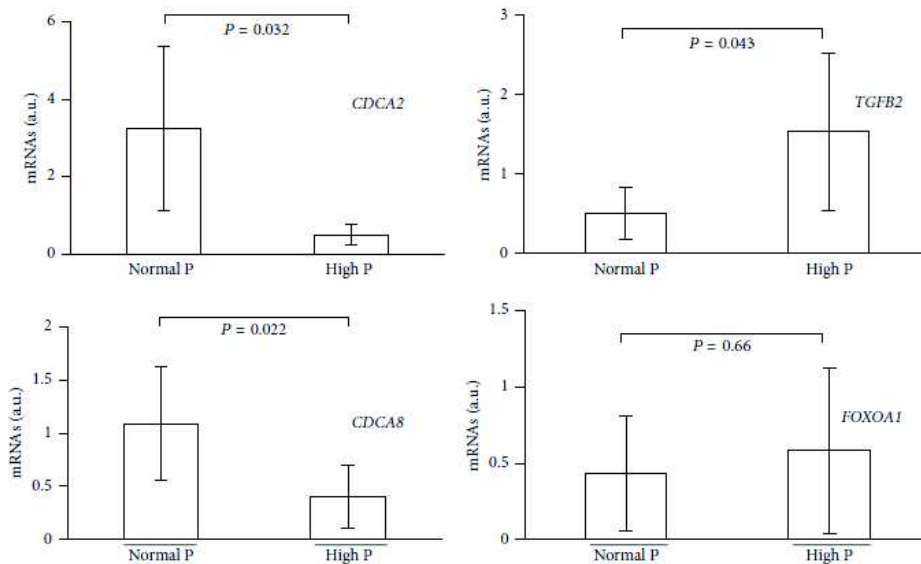 6
4
2
0
mRNAs (a.u.)
P = 0.032
CDCA2
Normal P
High P
3
2
1
0
mRNAs (a.u.)
P = 0.043
TGFB2
Normal P
High P
2
1.5
1
0.5
0
mRNAs (a.u.)
P = 0.022
CDCA8
Normal P
High P
1.5
1
0.5
0
mRNAs (a.u.)
P = 0.66
FOXOA1
Normal P
High P